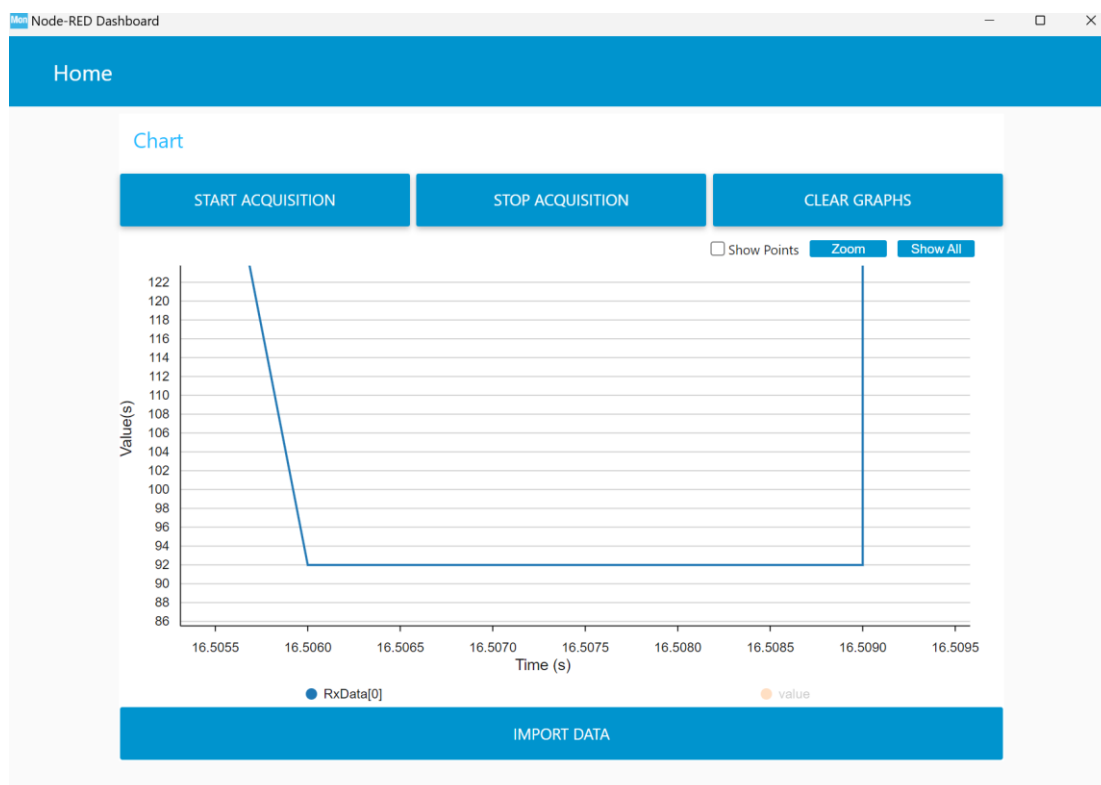 Mon Node-RED Dashboard
Home
Chart
START ACQUISITION STOP ACQUISITION CLEAR GRAPHS
Show Points Zoom Show All
122
120
118
116
114
112
110
108
106
104
102
100
98
96
94
92
90
88
86
Value(s)
16.5055 16.5060 16.5065 16.5070 16.5075 16.5080 16.5085 16.5090 16.5095
Time (s)
RxData[0] value
IMPORT DATA